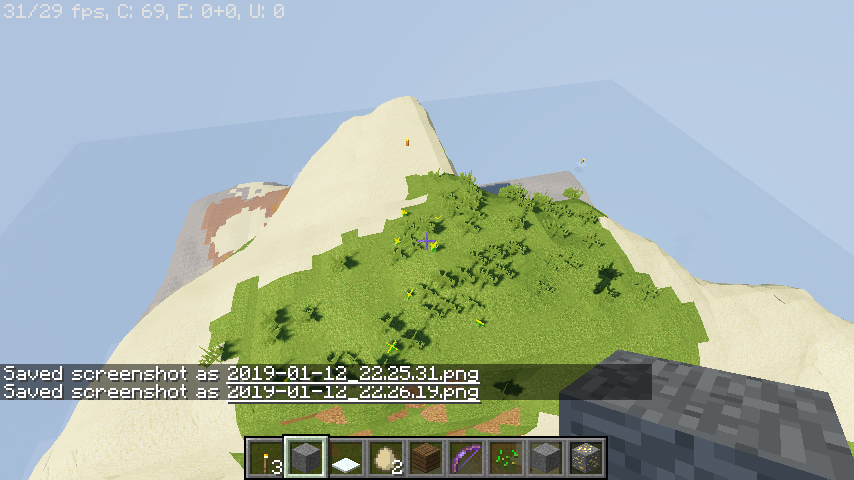 31/29 fps, C: 69, E: 0+0, U: 0
Saved screenshot as 2019-01-12_22.25.31.png
Saved screenshot as 2019-01-12_22.26.19.png
3 2